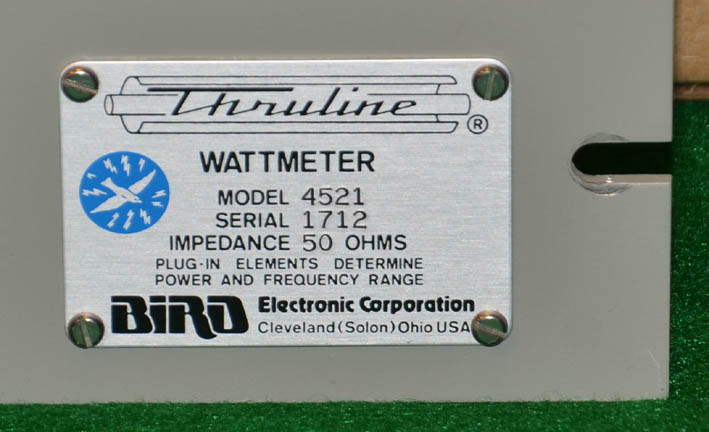 Thruline ®
WATTMETER
MODEL 4521
SERIAL 1712
IMPEDANCE 50 OHMS
PLUG-IN ELEMENTS DETERMINE
POWER AND FREQUENCY RANGE
BIRD Electronic Corporation
Cleveland (Solon) Ohio USA